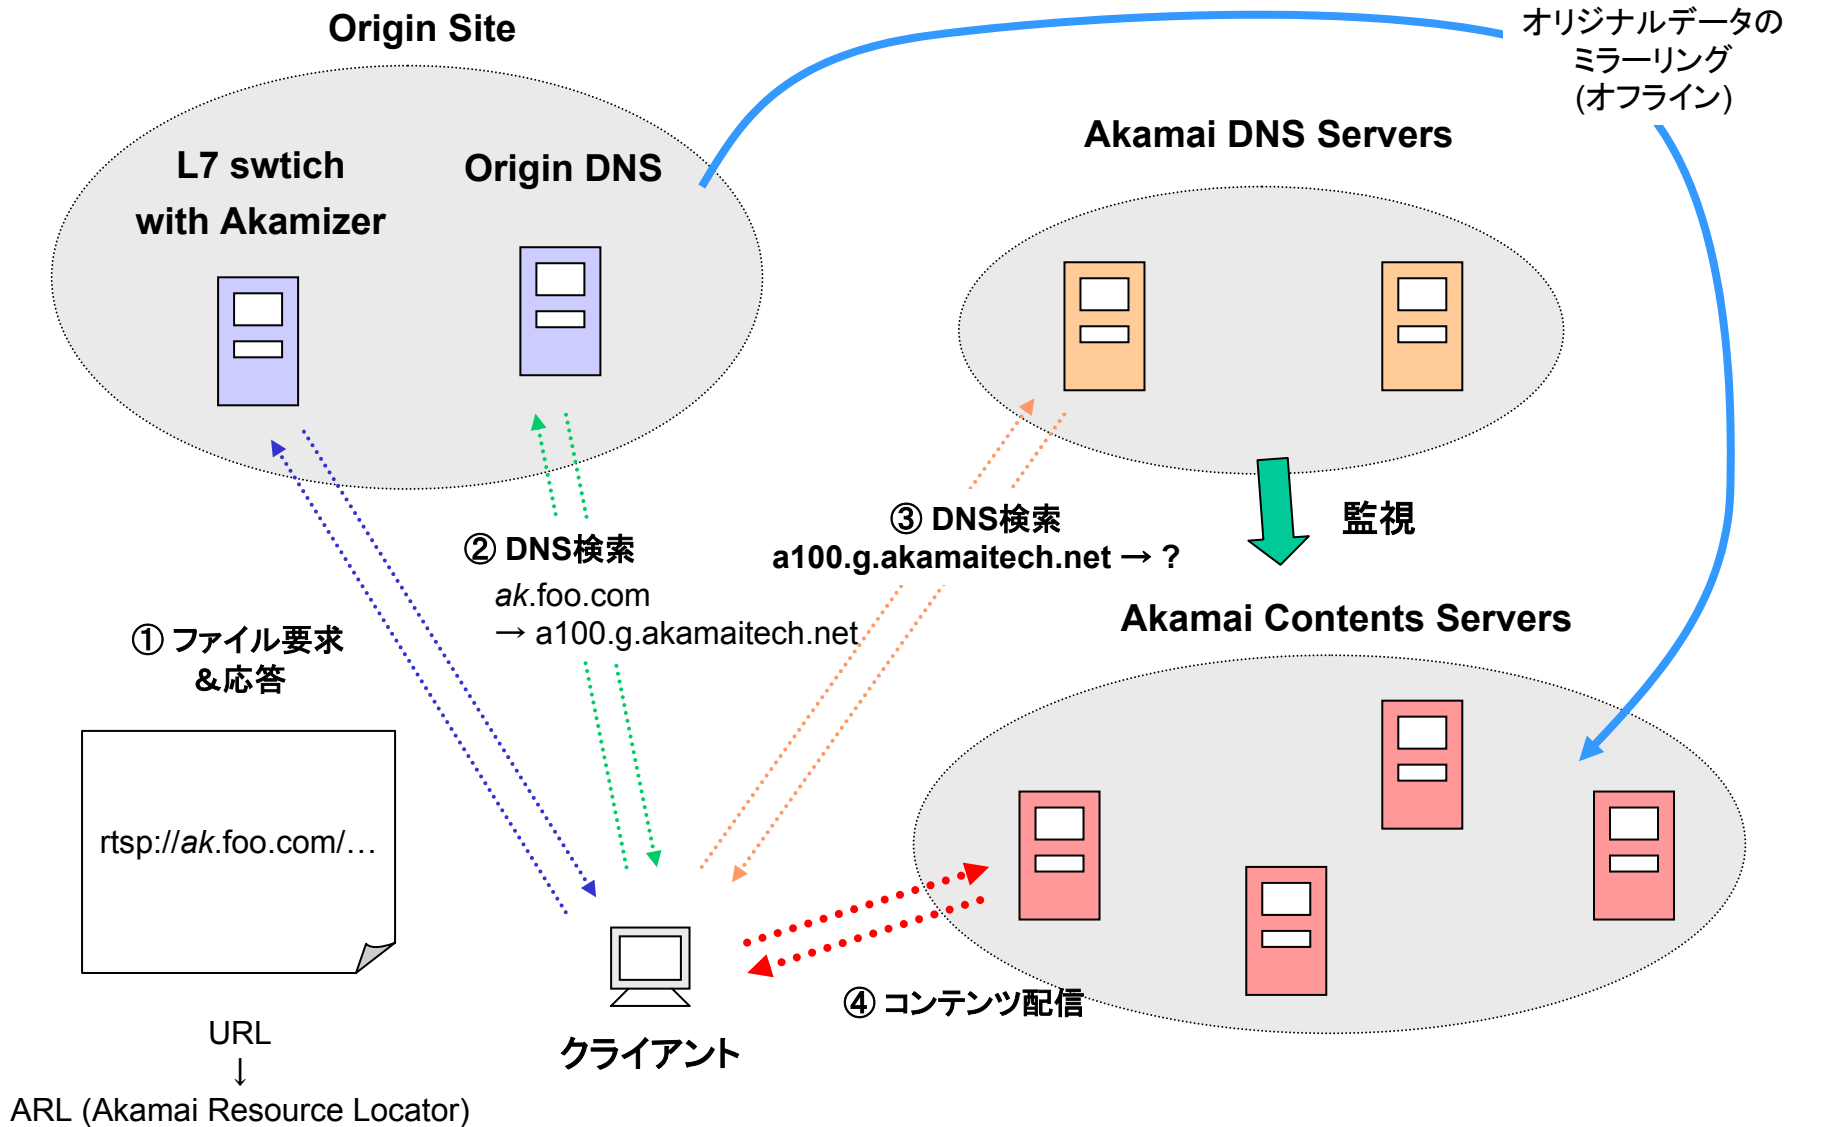 Origin Site
オリジナルデータの
ミラーリング
(オフライン)
L7 swtich
with Akamizer
Origin DNS
Akamai DNS Servers
② DNS検索
ak.foo.com
→ a100.g.akamaitech.net
③ DNS検索
a100.g.akamaitech.net → ?
監視
① ファイル要求
&応答
Akamai Contents Servers
rtsp://ak.foo.com/…
URL
↓
ARL (Akamai Resource Locator)
④ コンテンツ配信
クライアント